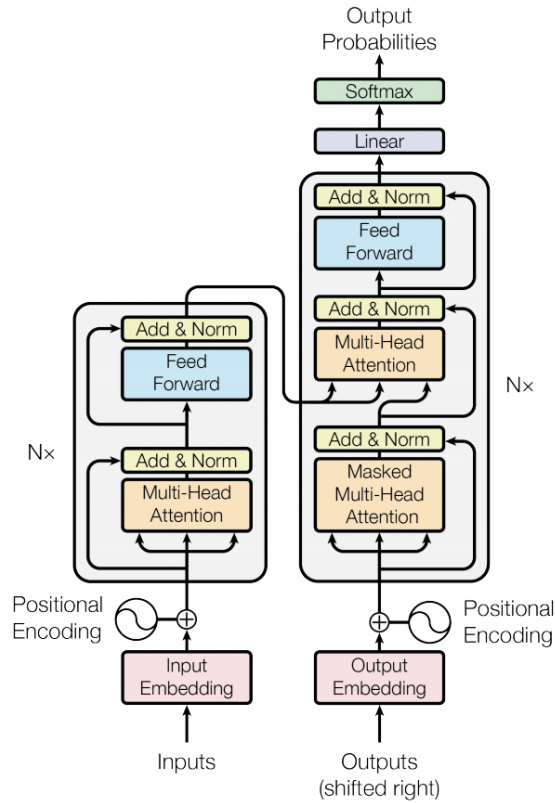 Output
Probabilities
Softmax
Linear
Add & Norm
Feed
Forward
Add & Norm
Multi-Head
Attention
Add & Norm
Masked
Multi-Head
Attention
N×
Add & Norm
Feed
Forward
Add & Norm
Multi-Head
Attention
N×
Positional
Encoding
Positional
Encoding
Input
Embedding
Output
Embedding
Inputs
Outputs
(shifted right)